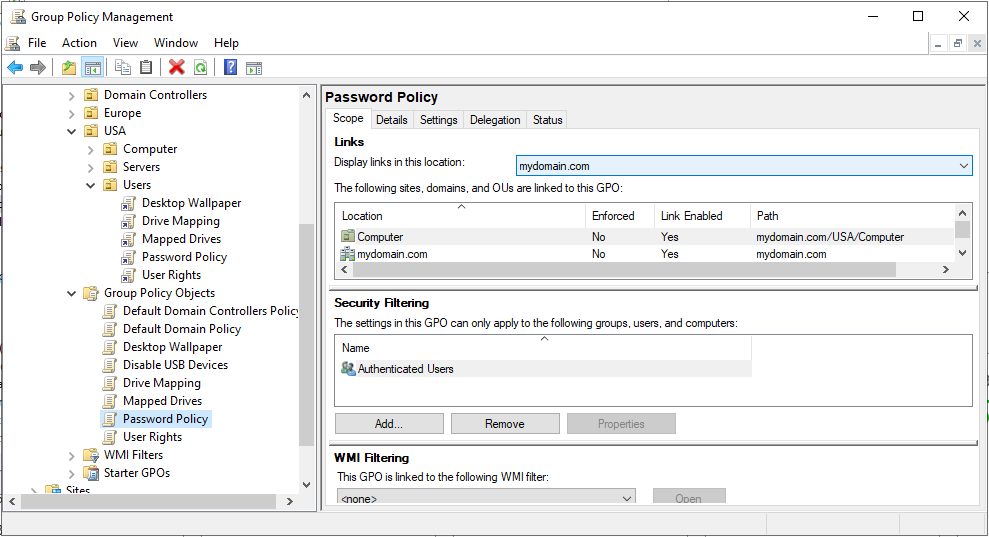 Group Policy Management
File Action View Window Help
Domain Controllers
Europe
USA
Computer
Servers
Users
Desktop Wallpaper
Drive Mapping
Mapped Drives
Password Policy
User Rights
Group Policy Objects
Default Domain Controllers Policy
Default Domain Policy
Desktop Wallpaper
Disable USB Devices
Drive Mapping
Mapped Drives
Password Policy
User Rights
WMI Filters
Starter GPOs
Sites
Password Policy
Scope Details Settings Delegation Status
Links
Display links in this location: mydomain.com
The following sites, domains, and OUs are linked to this GPO:
Location Enforced Link Enabled Path
Computer No Yes mydomain.com/USA/Computer
mydomain.com No Yes mydomain.com
Security Filtering
The settings in this GPO can only apply to the following groups, users, and computers:
Name
Authenticated Users
Add... Remove Properties
WMI Filtering
This GPO is linked to the following WMI filter:
<none> Open